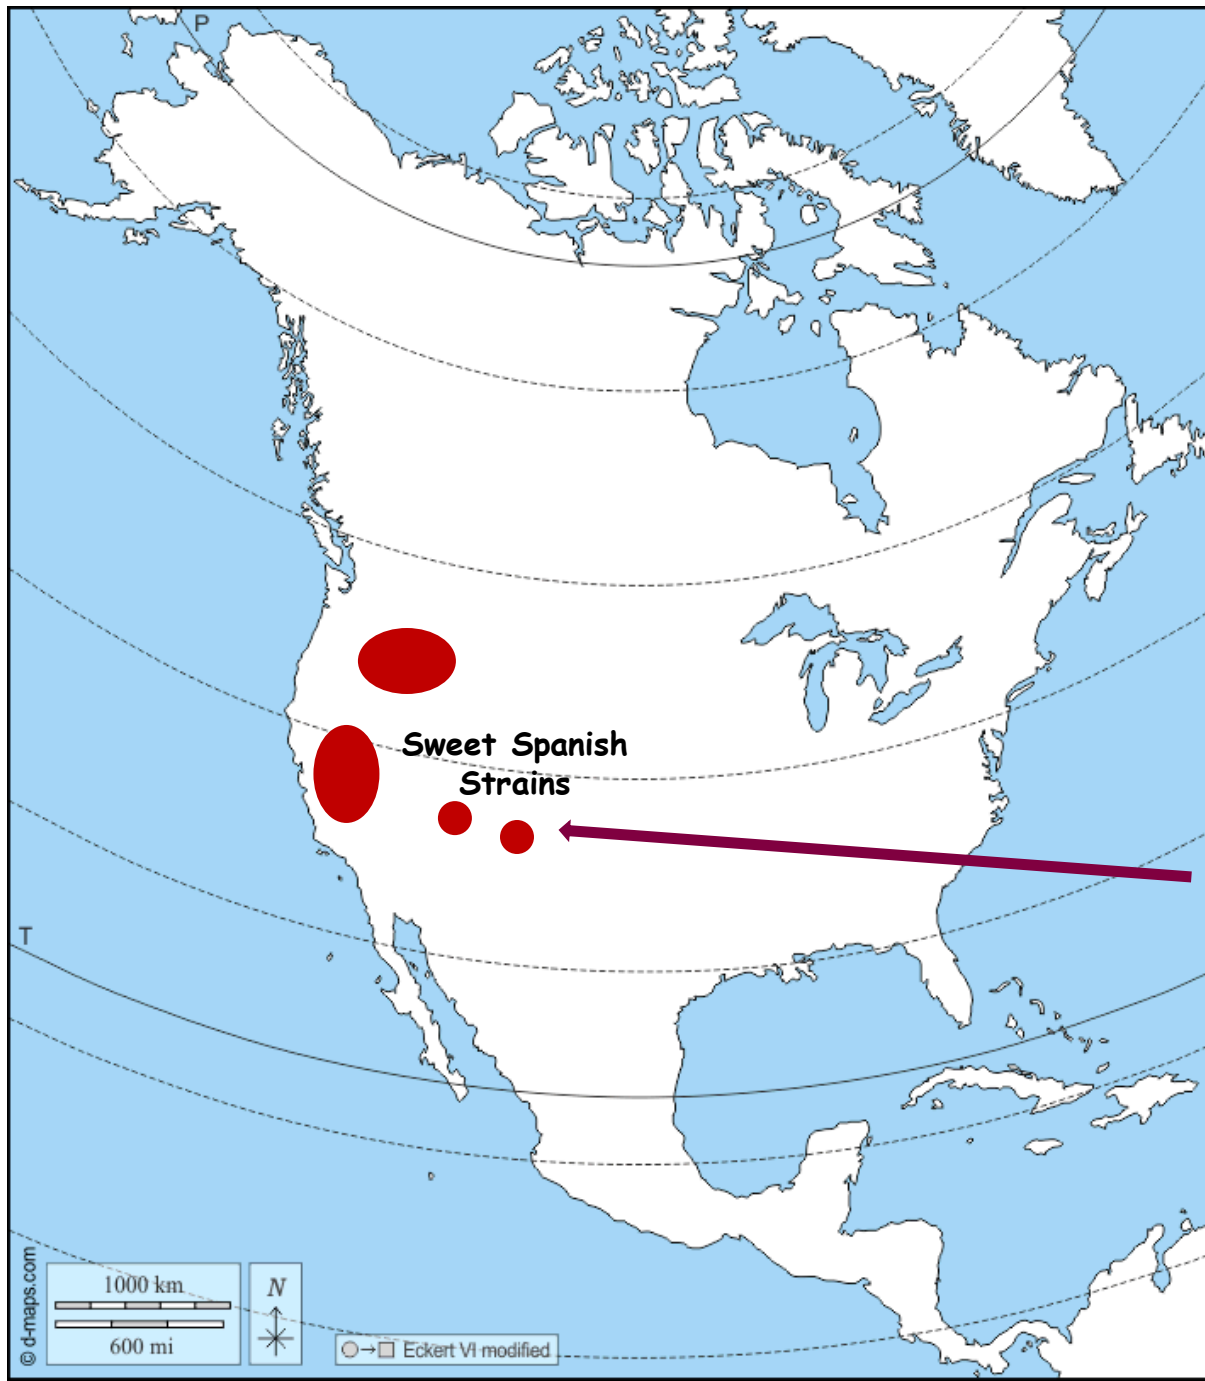 P
Sweet Spanish
Strains
T
1000 km
600 mi
N
Eckert VI modified
© d-maps.com